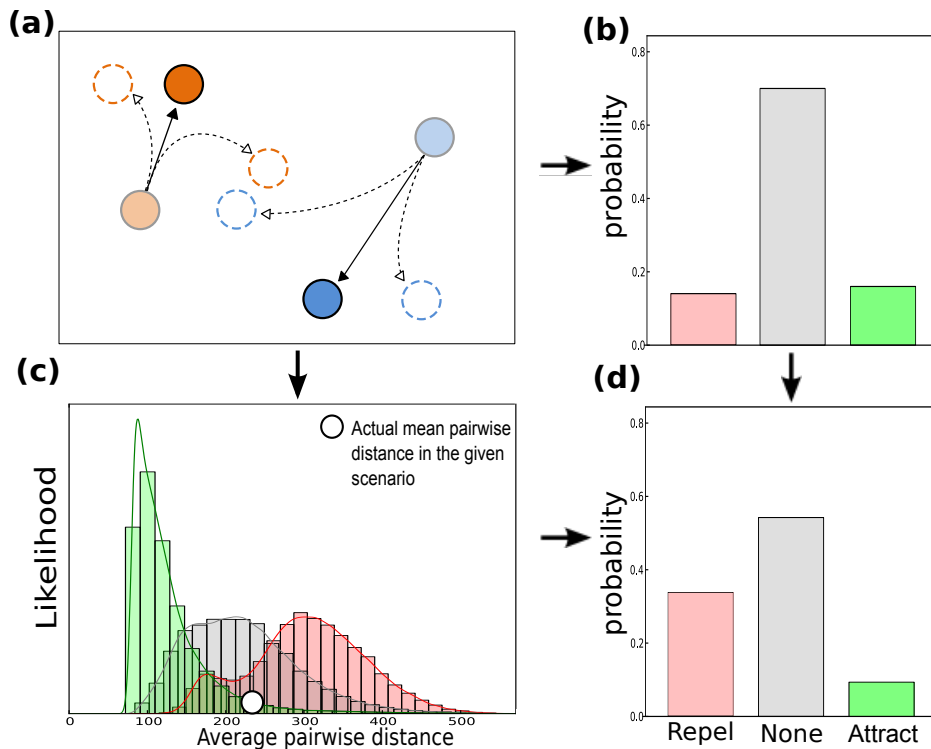 (a)
(b)
probability
0.8
0.6
0.4
0.2
0.0
(c)
Likelihood
Actual mean pairwise
distance in the given
scenario
0
100
200
300
400
500
Average pairwise distance
(d)
probability
0.8
0.6
0.4
0.2
0.0
Repel
None
Attract